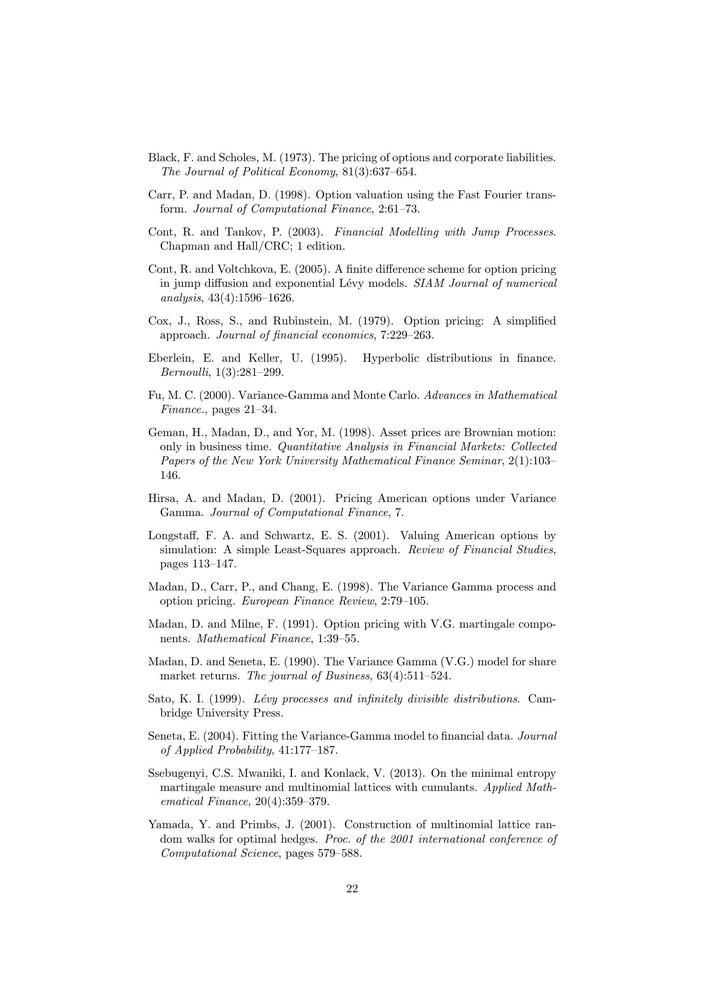 Black, F. and Scholes, M. (1973). The pricing of options and corporate liabilities.
The Journal of Political Economy, 81(3):637–654.
Carr, P. and Madan, D. (1998). Option valuation using the Fast Fourier trans-
form. Journal of Computational Finance, 2:61–73.
Cont, R. and Tankov, P. (2003). Financial Modelling with Jump Processes.
Chapman and Hall/CRC; 1 edition.
Cont, R. and Voltchkova, E. (2005). A finite difference scheme for option pricing
in jump diffusion and exponential Lévy models. SIAM Journal of numerical
analysis, 43(4):1596–1626.
Cox, J., Ross, S., and Rubinstein, M. (1979). Option pricing: A simplified
approach. Journal of financial economics, 7:229–263.
Eberlein, E. and Keller, U. (1995). Hyperbolic distributions in finance.
Bernoulli, 1(3):281–299.
Fu, M. C. (2000). Variance-Gamma and Monte Carlo. Advances in Mathematical
Finance., pages 21–34.
Geman, H., Madan, D., and Yor, M. (1998). Asset prices are Brownian motion:
only in business time. Quantitative Analysis in Financial Markets: Collected
Papers of the New York University Mathematical Finance Seminar, 2(1):103–
146.
Hirsa, A. and Madan, D. (2001). Pricing American options under Variance
Gamma. Journal of Computational Finance, 7.
Longstaff, F. A. and Schwartz, E. S. (2001). Valuing American options by
simulation: A simple Least-Squares approach. Review of Financial Studies,
pages 113–147.
Madan, D., Carr, P., and Chang, E. (1998). The Variance Gamma process and
option pricing. European Finance Review, 2:79–105.
Madan, D. and Milne, F. (1991). Option pricing with V.G. martingale compo-
nents. Mathematical Finance, 1:39–55.
Madan, D. and Seneta, E. (1990). The Variance Gamma (V.G.) model for share
market returns. The journal of Business, 63(4):511–524.
Sato, K. I. (1999). Lévy processes and infinitely divisible distributions. Cam-
bridge University Press.
Seneta, E. (2004). Fitting the Variance-Gamma model to financial data. Journal
of Applied Probability, 41:177–187.
Ssebugenyi, C.S. Mwaniki, I. and Konlack, V. (2013). On the minimal entropy
martingale measure and multinomial lattices with cumulants. Applied Math-
ematical Finance, 20(4):359–379.
Yamada, Y. and Primbs, J. (2001). Construction of multinomial lattice ran-
dom walks for optimal hedges. Proc. of the 2001 international conference of
Computational Science, pages 579–588.
22